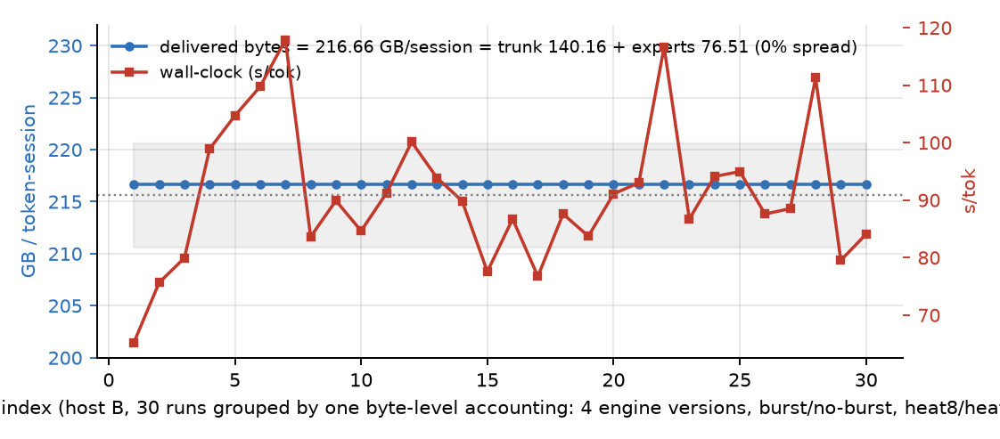 delivered bytes = 216.66 GB/session = trunk 140.16 + experts 76.51 (0% spread)
wall-clock (s/tok)
GB / token-session
230
225
220
215
210
205
200
120
110
100
90
80
70
s/tok
0 5 10 15 20 25 30
index (host B, 30 runs grouped by one byte-level accounting: 4 engine versions, burst/no-burst, heat8/hea